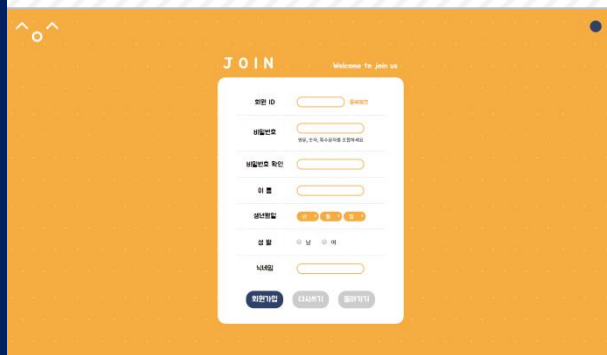 JOIN
Welcome to join us
회원 ID
중복확인
비밀번호
영문, 숫자, 특수문자를 조합하세요
비밀번호 확인
이 름
생년월일
년 월 일
성 별
남 여
닉네임
회원가입 다시쓰기 돌아가기